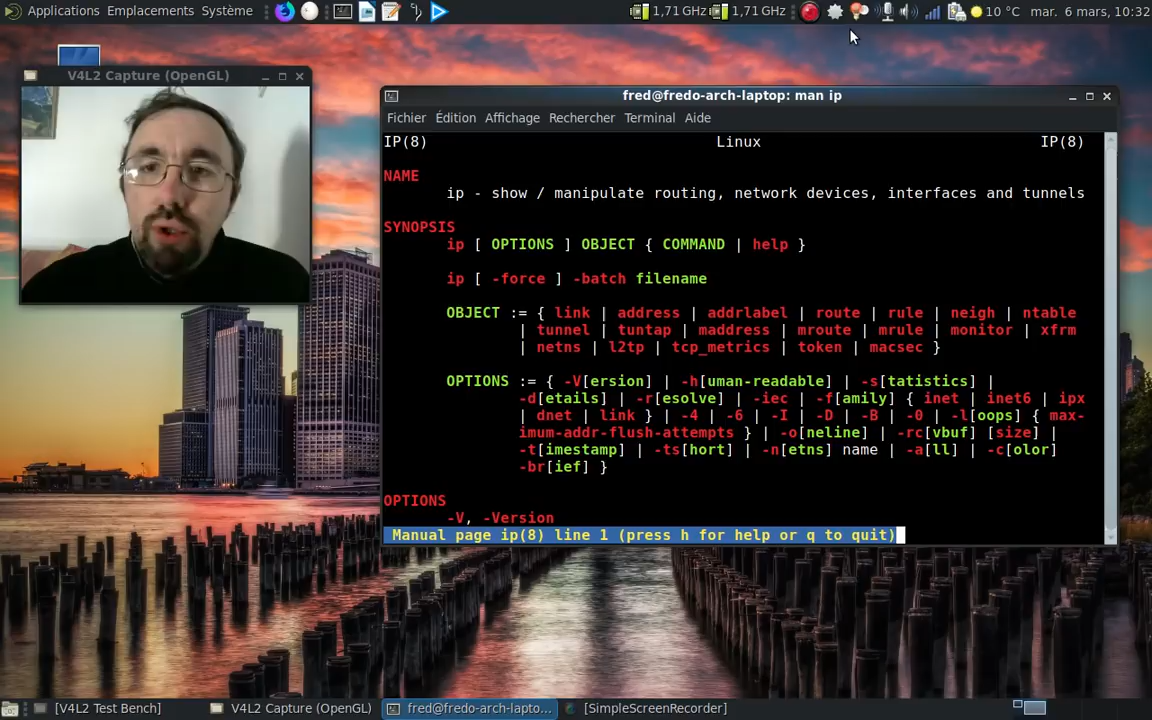 Applications Emplacements Système
1,71 GHz 1,71 GHz
10 °C mar. 6 mars, 10:32
V4L2 Capture (OpenGL)
fred@fredo-arch-laptop: man ip
Fichier Édition Affichage Rechercher Terminal Aide
IP(8) Linux IP(8)
NAME
ip - show / manipulate routing, network devices, interfaces and tunnels
SYNOPSIS
ip [ OPTIONS ] OBJECT { COMMAND | help }
ip [ -force ] -batch filename
OBJECT := { link | address | addrlabel | route | rule | neigh | ntable
| tunnel | tuntap | maddress | mroute | mrule | monitor | xfrm
| netns | l2tp | tcp_metrics | token | macsec }
OPTIONS := { -V[ersion] | -h[uman-readable] | -s[tatistics] |
-d[etails] | -r[esolve] | -iec | -f[amily] { inet | inet6 | ipx
| dnet | link } | -4 | -6 | -I | -D | -B | -0 | -l[oops] { max-
imum-addr-flush-attempts } | -o[neline] | -rc[vbuf] [size] |
-t[imestamp] | -ts[hort] | -n[etns] name | -a[ll] | -c[olor]
-br[ief] }
OPTIONS
-V, -Version
Manual page ip(8) line 1 (press h for help or q to quit)
[V4L2 Test Bench]
V4L2 Capture (OpenGL)
fred@fredo-arch-lapto...
[SimpleScreenRecorder]